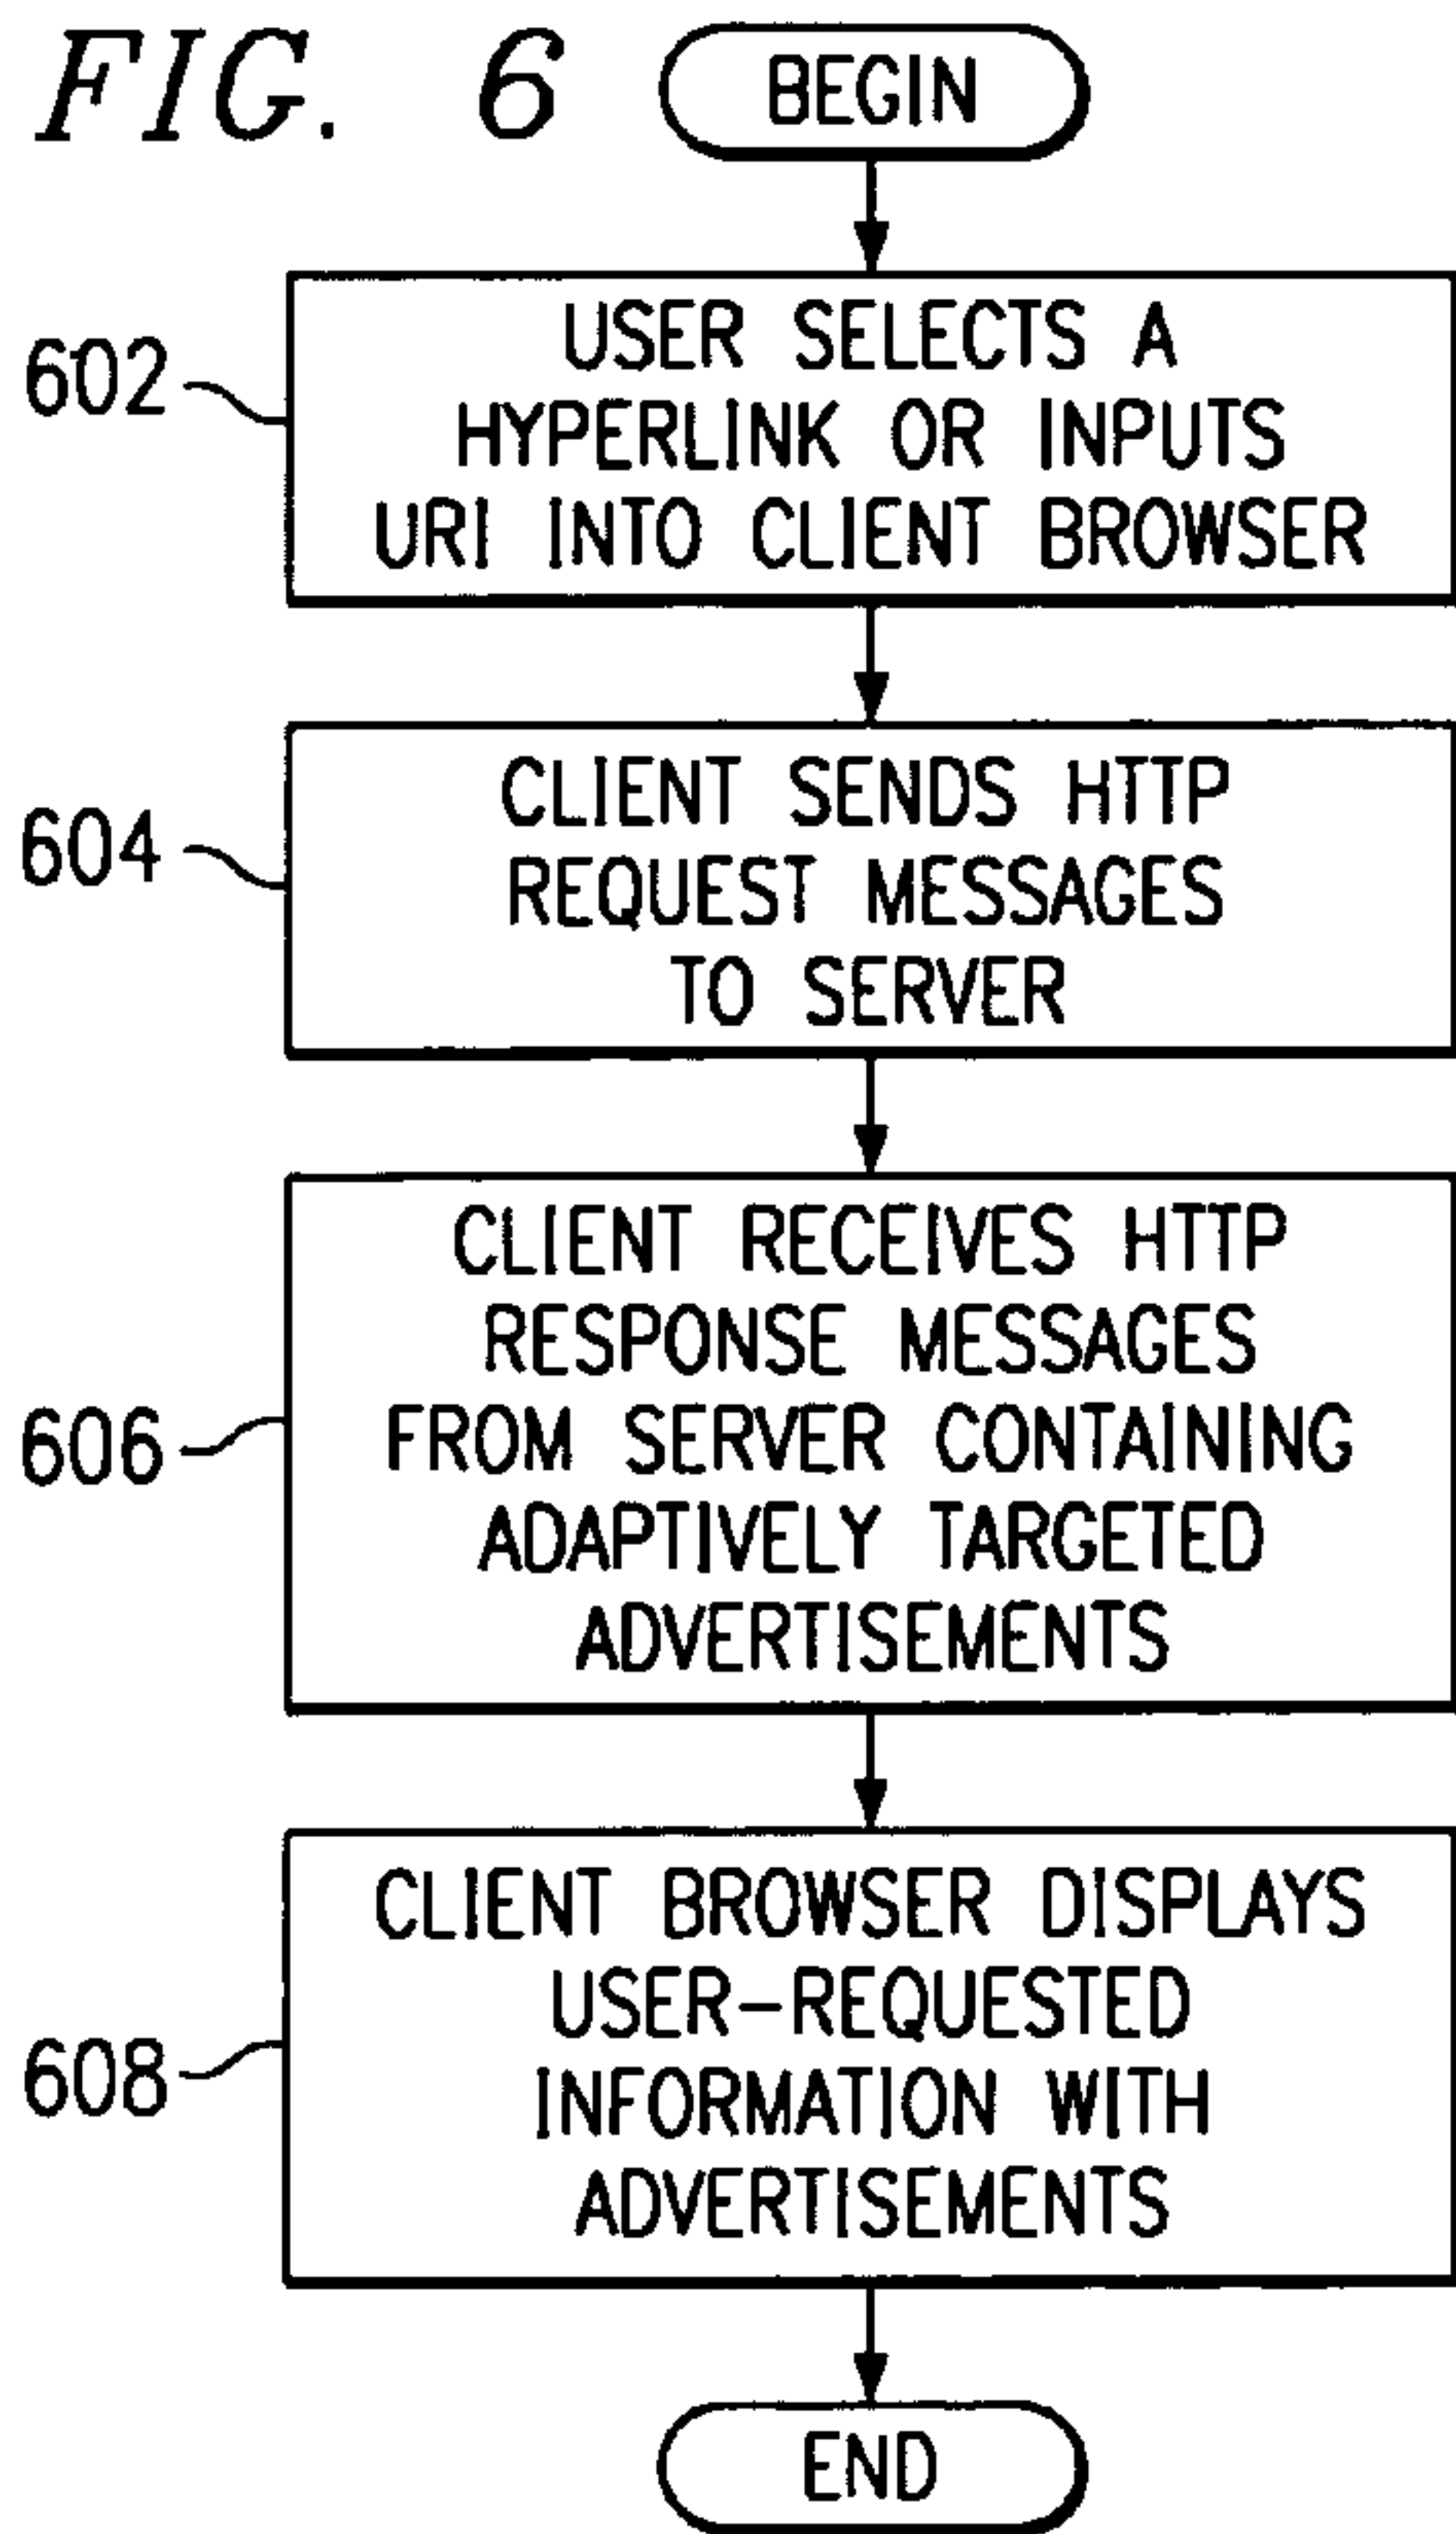 FIG. 6
BEGIN
602
USER SELECTS A
HYPERLINK OR INPUTS
URI INTO CLIENT BROWSER
604
CLIENT SENDS HTTP
REQUEST MESSAGES
TO SERVER
606
CLIENT RECEIVES HTTP
RESPONSE MESSAGES
FROM SERVER CONTAINING
ADAPTIVELY TARGETED
ADVERTISEMENTS
608
CLIENT BROWSER DISPLAYS
USER-REQUESTED
INFORMATION WITH
ADVERTISEMENTS
END